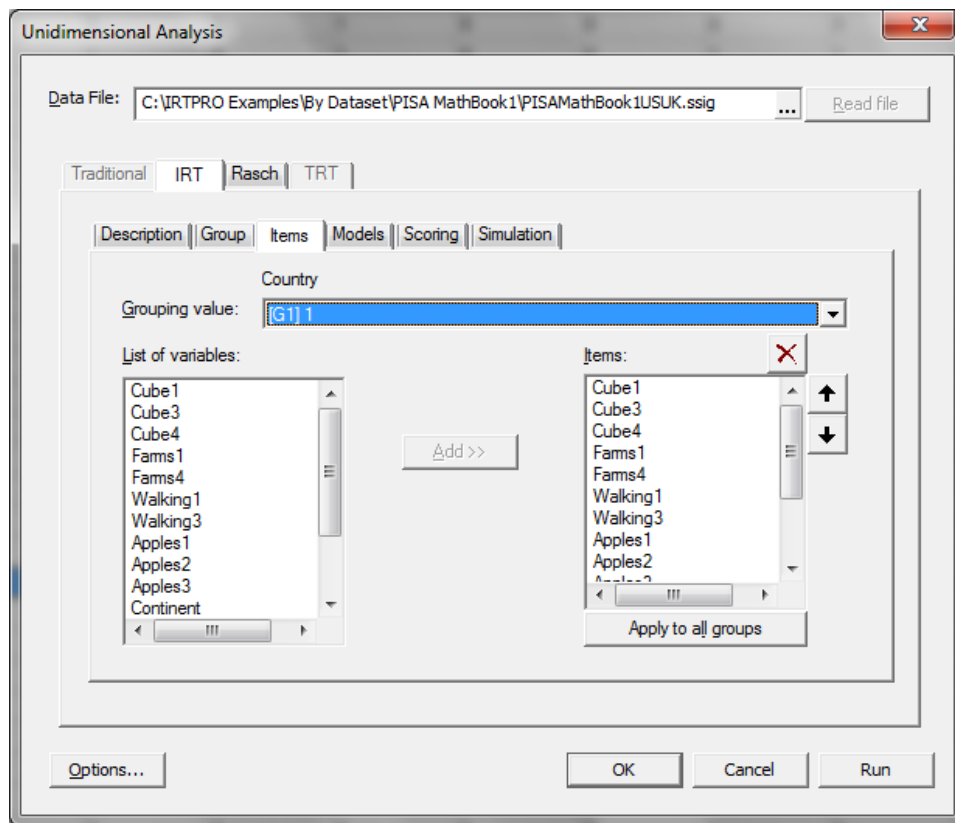 Unidimensional Analysis
Data File: C:\IRTPRO Examples\By Dataset\PISA MathBook1\PISAMathBook1USUK.ssig ... Read file
Traditional IRT Rasch TRT
Description Group Items Models Scoring Simulation
Country
Grouping value: [G1] 1
List of variables:
Cube1
Cube3
Cube4
Farms1
Farms4
Walking1
Walking3
Apples1
Apples2
Apples3
Continent
Add >>
Items:
Cube1
Cube3
Cube4
Farms1
Farms4
Walking1
Walking3
Apples1
Apples2
Apply to all groups
Options... OK Cancel Run